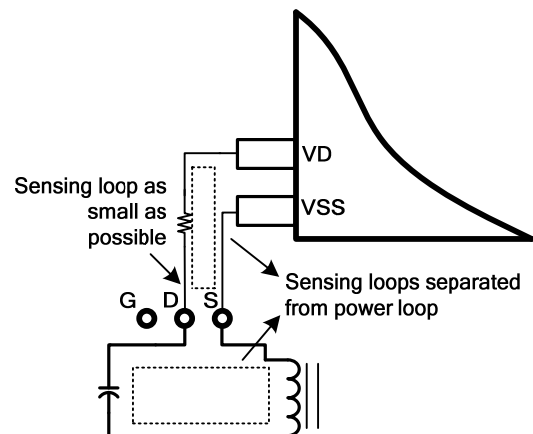 VD
VSS
Sensing loop as
small as
possible
Sensing loops separated
from power loop
G D S